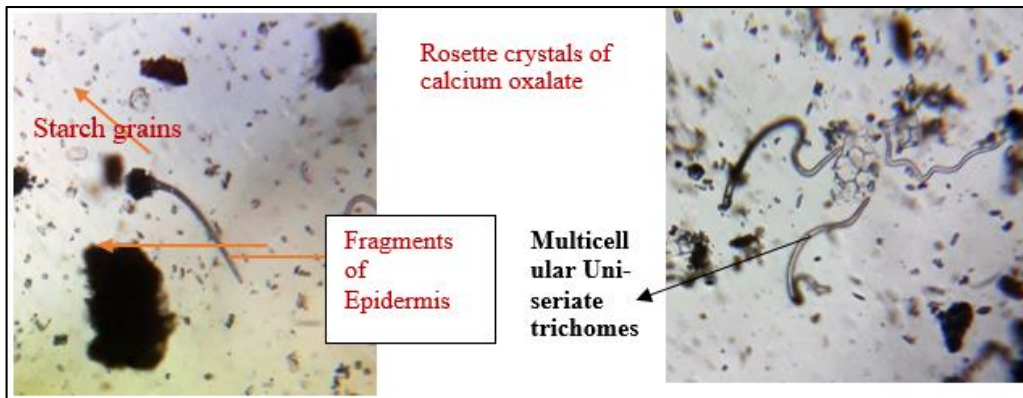 Rosette crystals of
calcium oxalate
Starch grains
Fragments
of
Epidermis
Multicell
ular Uni-
seriate
trichomes